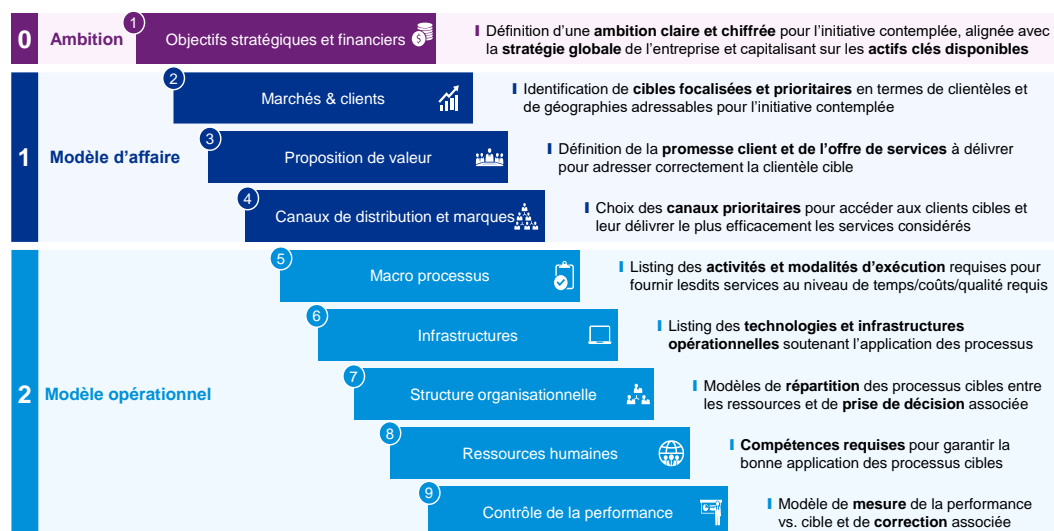 0
Ambition
1
Objectifs stratégiques et financiers
Définition d'une ambition claire et chiffrée pour l'initiative contemplée, alignée avec
la stratégie globale de l'entreprise et capitalisant sur les actifs clés disponibles
1
Modèle d'affaire
2
Marchés & clients
Identification de cibles focalisées et prioritaires en termes de clientèles et
de géographies adressables pour l'initiative contemplée
3
Proposition de valeur
Définition de la promesse client et de l'offre de services à délivrer
pour adresser correctement la clientèle cible
4
Canaux de distribution et marques
Choix des canaux prioritaires pour accéder aux clients cibles et
leur délivrer le plus efficacement les services considérés
2
Modèle opérationnel
5
Macro processus
Listing des activités et modalités d'exécution requises pour
fournir lesdits services au niveau de temps/coûts/qualité requis
6
Infrastructures
Listing des technologies et infrastructures
opérationnelles soutenant l'application des processus
7
Structure organisationnelle
Modèles de répartition des processus cibles entre
les ressources et de prise de décision associée
8
Ressources humaines
Compétences requises pour garantir la
bonne application des processus cibles
9
Contrôle de la performance
Modèle de mesure de la performance
vs. cible et de correction associée